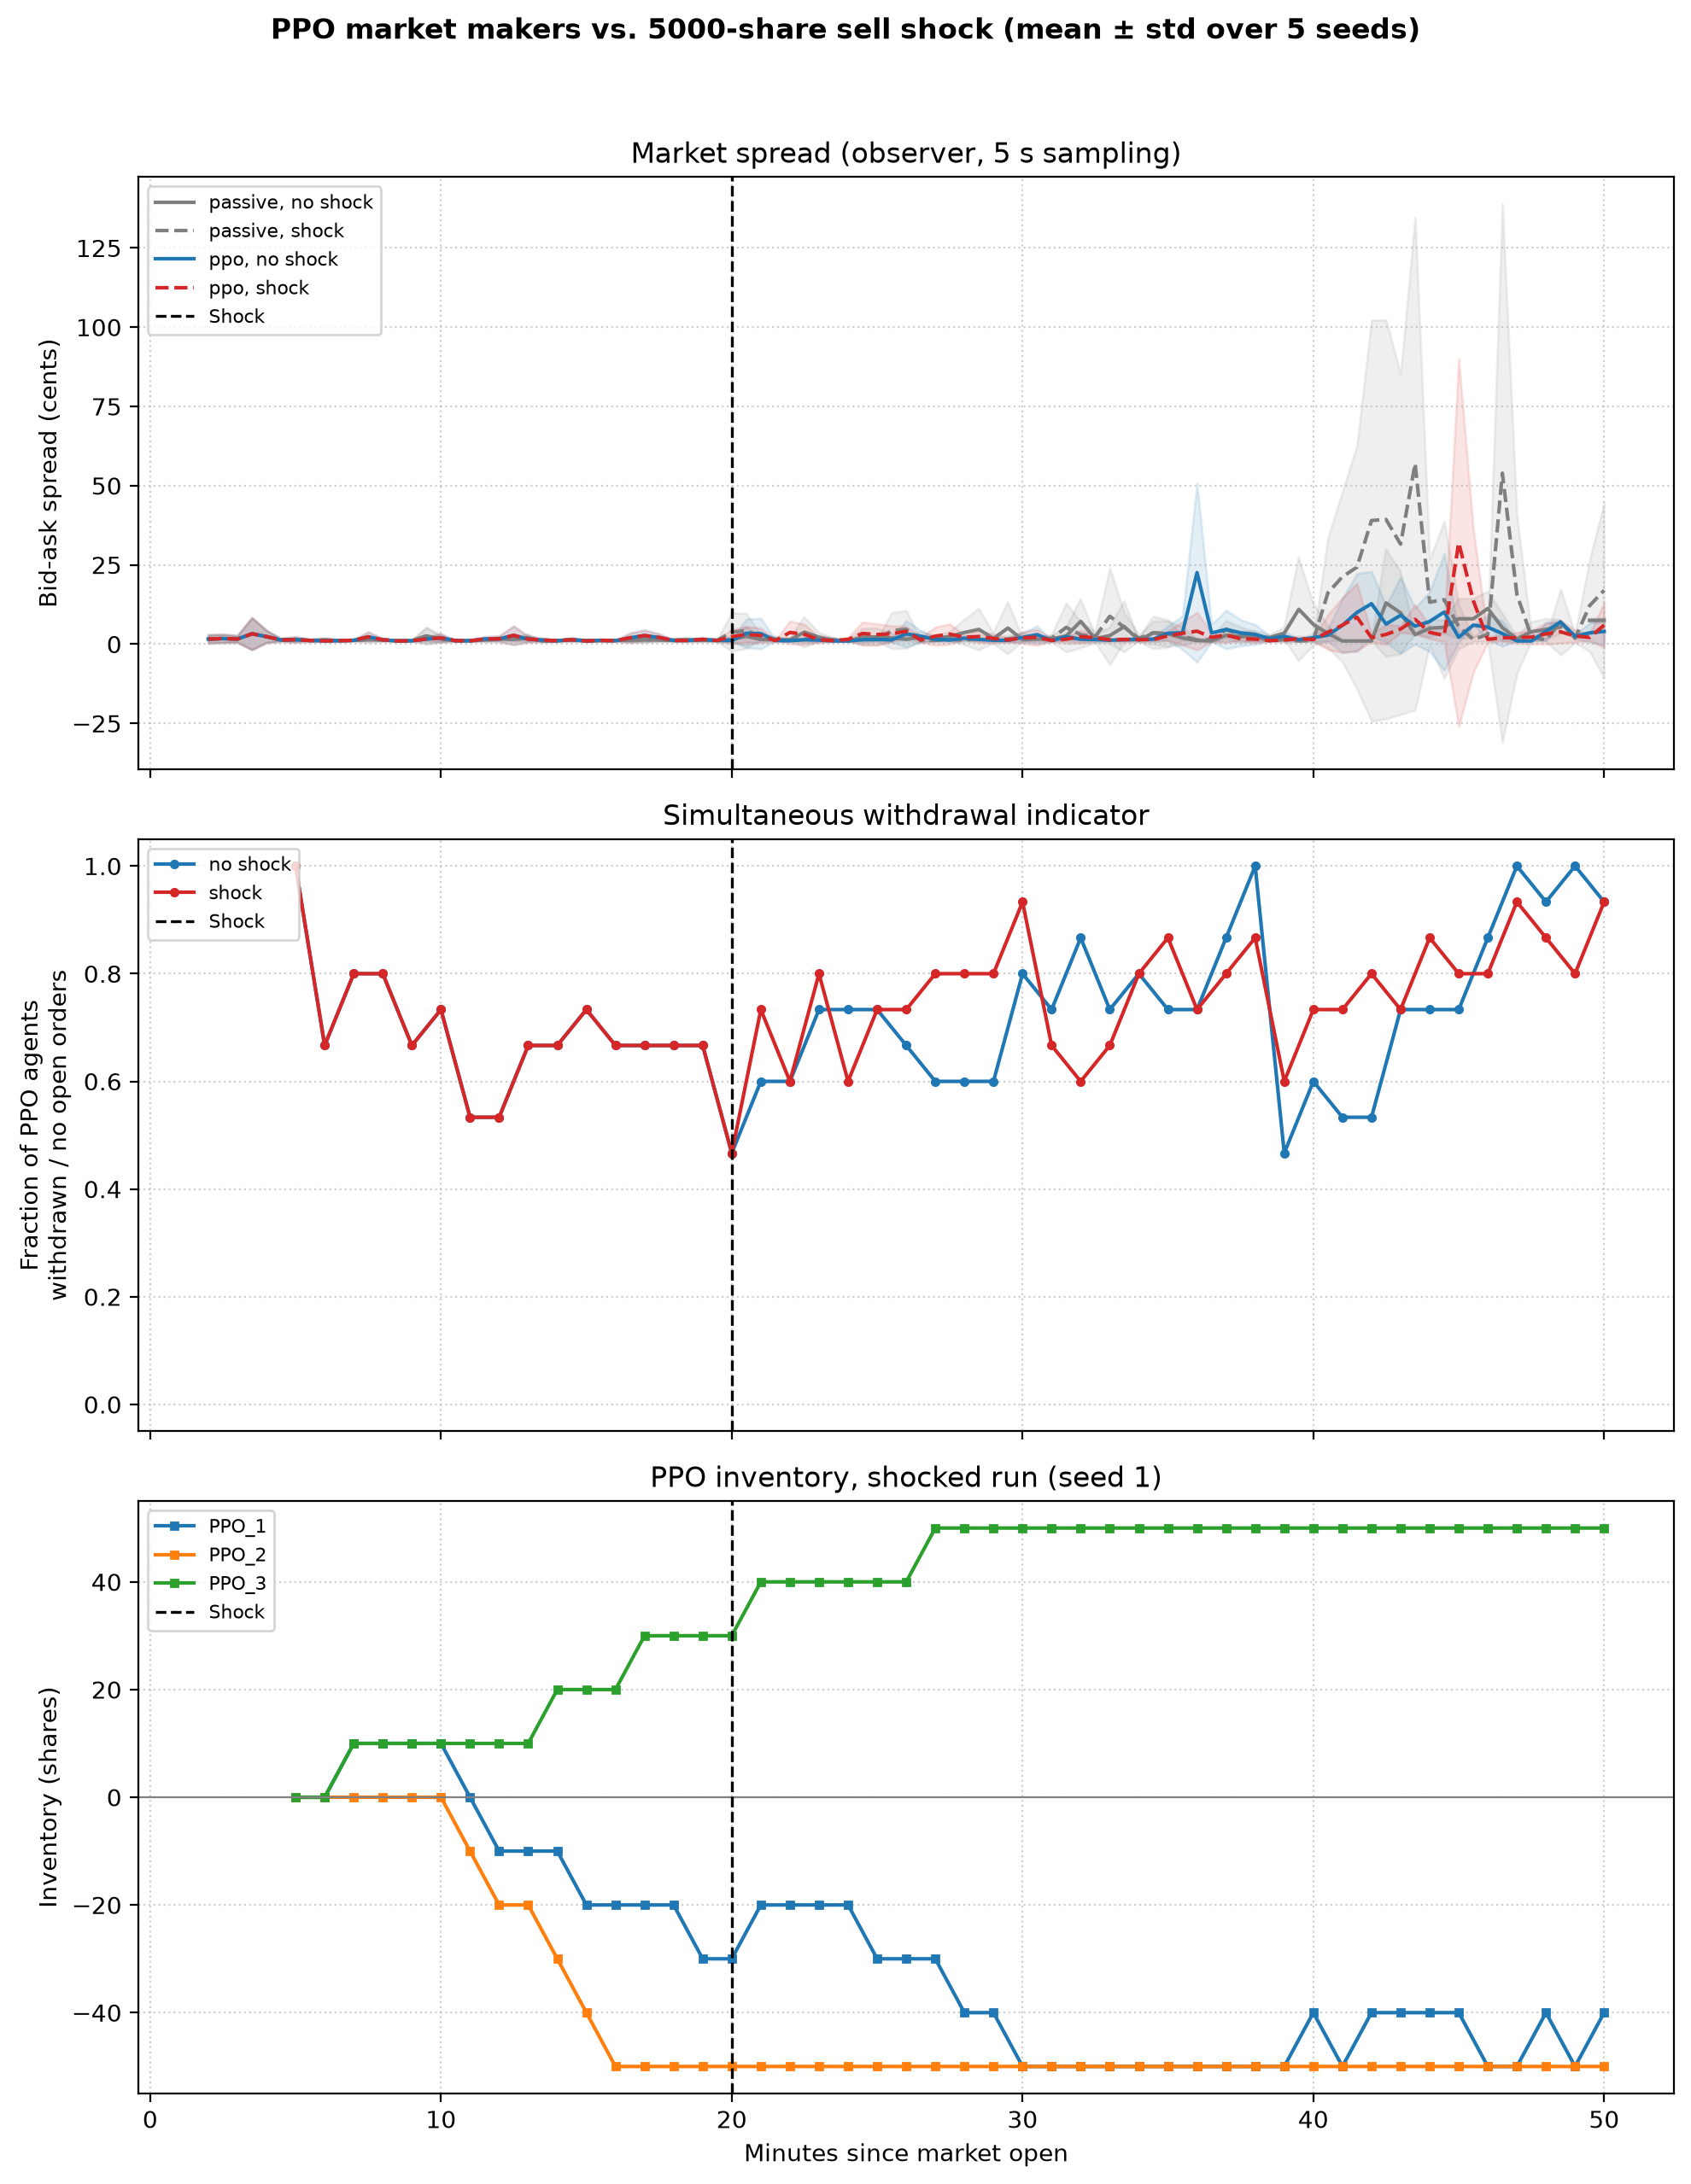 PPO market makers vs. 5000-share sell shock (mean ± std over 5 seeds)
Market spread (observer, 5 s sampling)
Bid-ask spread (cents)
125
100
75
50
25
0
−25
passive, no shock
passive, shock
ppo, no shock
ppo, shock
Shock
Simultaneous withdrawal indicator
Fraction of PPO agents
withdrawn / no open orders
1.0
0.8
0.6
0.4
0.2
0.0
no shock
shock
Shock
PPO inventory, shocked run (seed 1)
Inventory (shares)
40
20
0
−20
−40
PPO_1
PPO_2
PPO_3
Shock
0 10 20 30 40 50
Minutes since market open